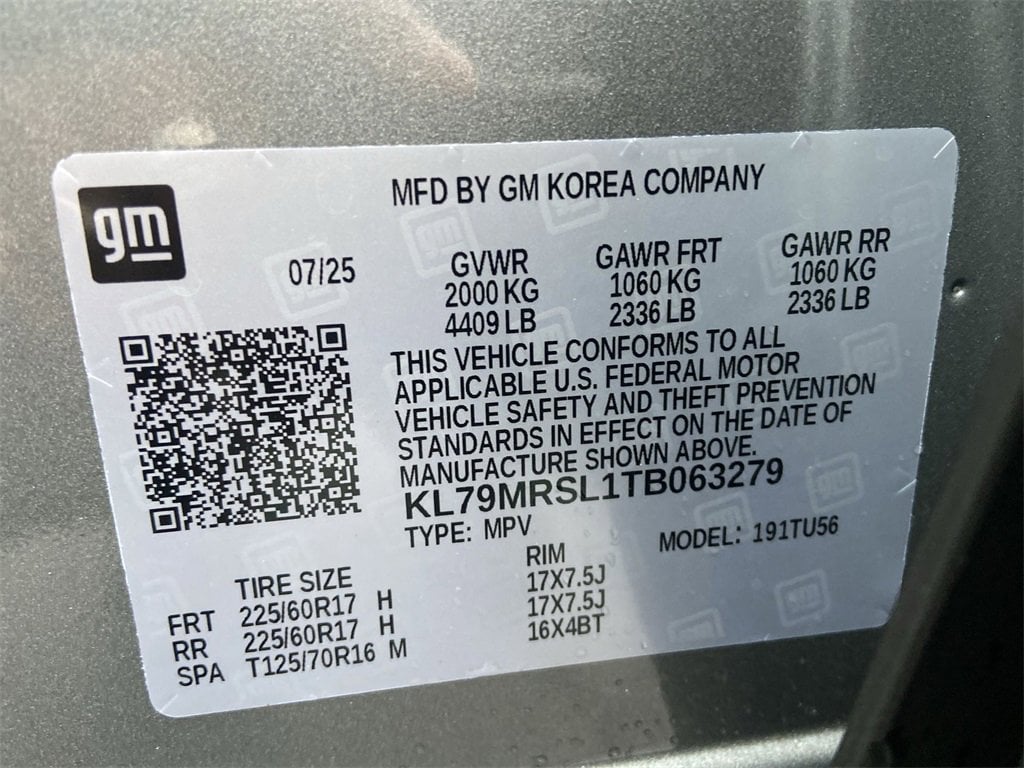 gm
MFD BY GM KOREA COMPANY
07/25
GVWR GAWR FRT GAWR RR
2000 KG 1060 KG 1060 KG
4409 LB 2336 LB 2336 LB
THIS VEHICLE CONFORMS TO ALL
APPLICABLE U.S. FEDERAL MOTOR
VEHICLE SAFETY AND THEFT PREVENTION
STANDARDS IN EFFECT ON THE DATE OF
MANUFACTURE SHOWN ABOVE.
KL79MRSL1TB063279
TYPE: MPV MODEL: 191TU56
TIRE SIZE RIM
FRT 225/60R17 H 17X7.5J
RR 225/60R17 H 17X7.5J
SPA T125/70R16 M 16X4BT